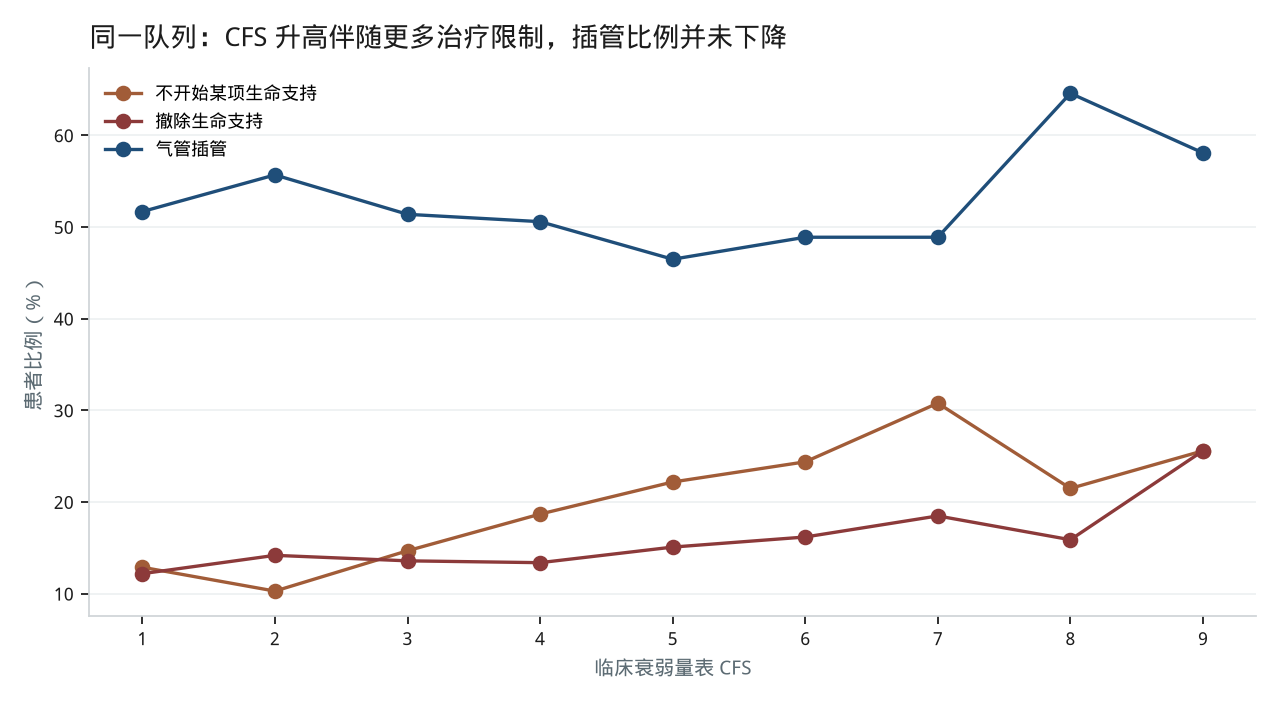 同一队列：CFS 升高伴随更多治疗限制，插管比例并未下降
不开始某项生命支持
撤除生命支持
气管插管
患者比例（%）
60
50
40
30
20
10
1 2 3 4 5 6 7 8 9
临床衰弱量表 CFS